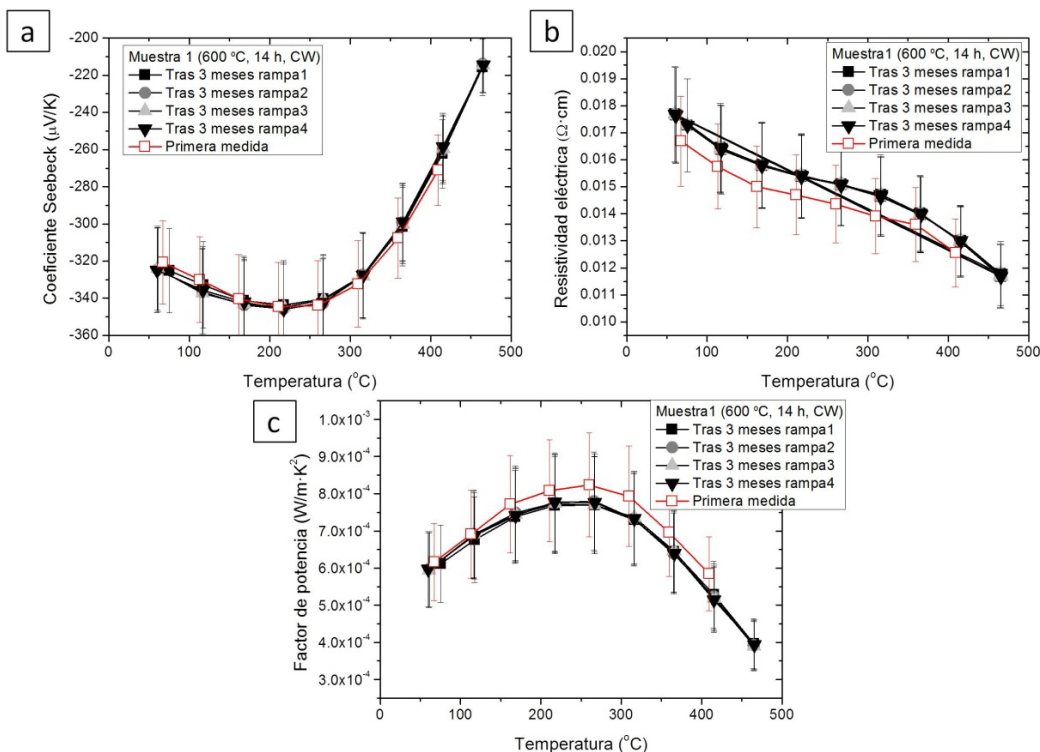 a
Coeficiente Seebeck (µV/K)
-200
-220
-240
-260
-280
-300
-320
-340
-360
Muestra 1 (600 ºC, 14 h, CW)
Tras 3 meses rampa1
Tras 3 meses rampa2
Tras 3 meses rampa3
Tras 3 meses rampa4
Primera medida
0 100 200 300 400 500
Temperatura (°C)
b
Resistividad eléctrica (Ω·cm)
0.020
0.019
0.018
0.017
0.016
0.015
0.014
0.013
0.012
0.011
0.010
Muestra1 (600 ºC, 14 h, CW)
Tras 3 meses rampa1
Tras 3 meses rampa2
Tras 3 meses rampa3
Tras 3 meses rampa4
Primera medida
0 100 200 300 400 500
Temperatura (°C)
c
Factor de potencia (W/m·K²)
1.0x10⁻³
9.0x10⁻⁴
8.0x10⁻⁴
7.0x10⁻⁴
6.0x10⁻⁴
5.0x10⁻⁴
4.0x10⁻⁴
3.0x10⁻⁴
Muestra1 (600 ºC, 14 h, CW)
Tras 3 meses rampa1
Tras 3 meses rampa2
Tras 3 meses rampa3
Tras 3 meses rampa4
Primera medida
0 100 200 300 400 500
Temperatura (°C)